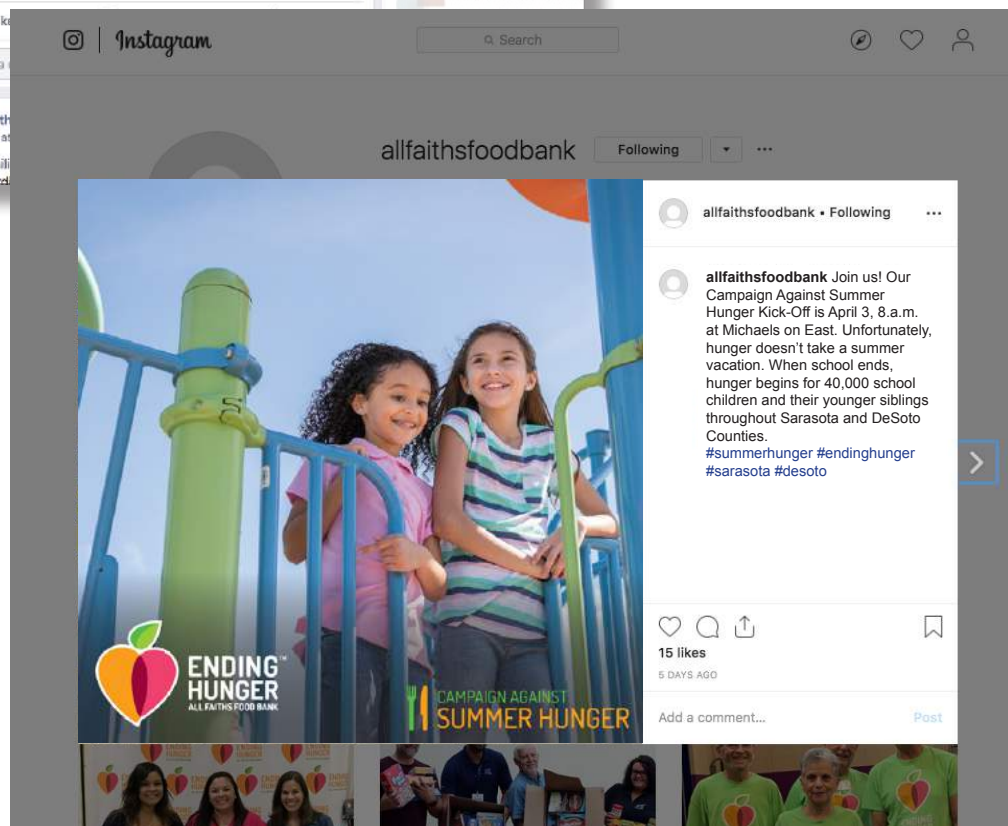 Instagram
Search
allfaithsfoodbank
Following
allfaithsfoodbank • Following
allfaithsfoodbank Join us! Our
Campaign Against Summer
Hunger Kick-Off is April 3, 8.a.m.
at Michaels on East. Unfortunately,
hunger doesn't take a summer
vacation. When school ends,
hunger begins for 40,000 school
children and their younger siblings
throughout Sarasota and DeSoto
Counties.
#summerhunger #endinghunger
#sarasota #desoto
ENDING™
HUNGER
ALL FAITHS FOOD BANK
CAMPAIGN AGAINST
SUMMER HUNGER
15 likes
5 DAYS AGO
Add a comment...
Post
ENDING
HUNGER